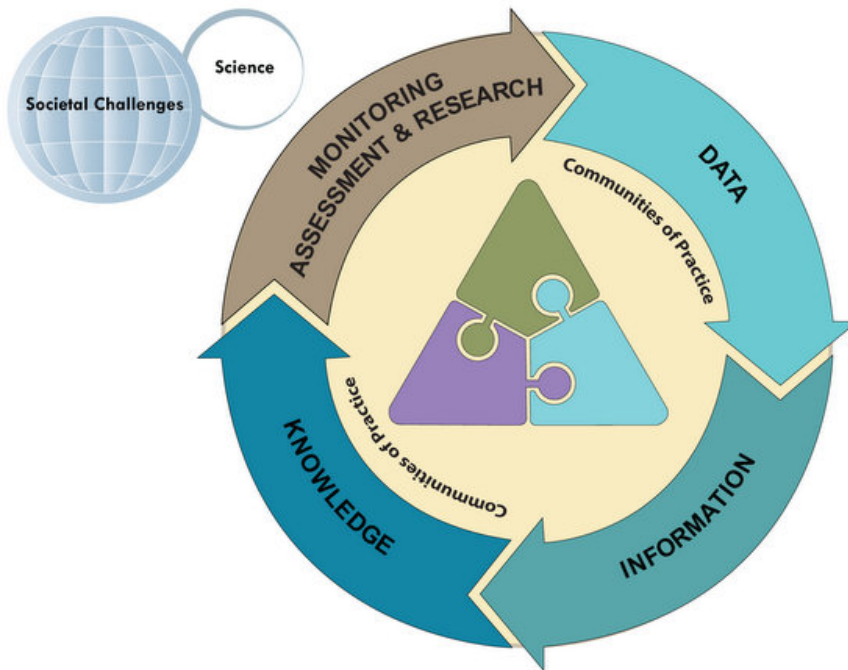 Science
Societal Challenges
MONITORING
ASSESSMENT & RESEARCH
DATA
Communities of Practice
INFORMATION
KNOWLEDGE
Communities of Practice